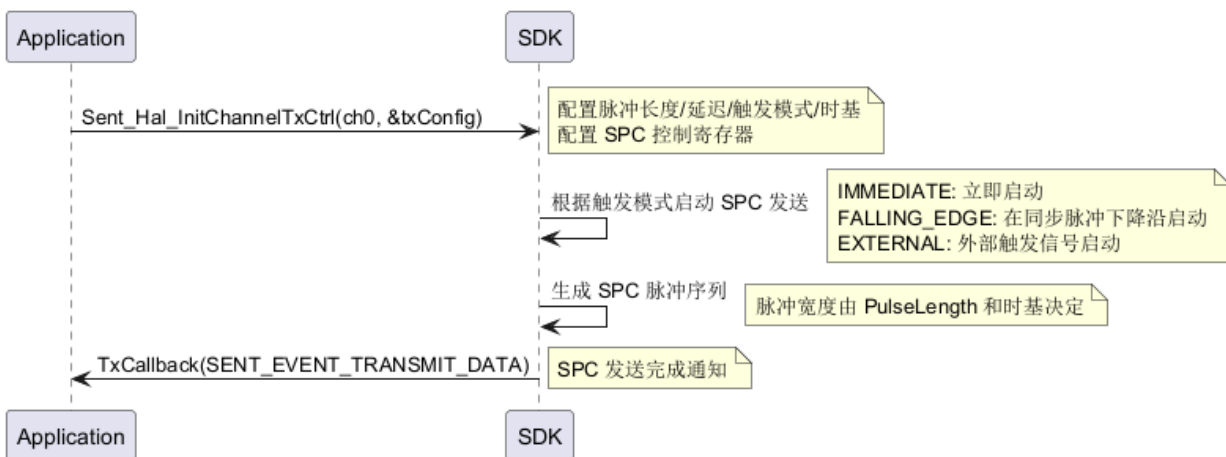 Application
SDK
Sent_Hal_InitChannelTxCtrl(ch0, &txConfig)
配置脉冲长度/延迟/触发模式/时基
配置 SPC 控制寄存器
根据触发模式启动 SPC 发送
IMMEDIATE: 立即启动
FALLING_EDGE: 在同步脉冲下降沿启动
EXTERNAL: 外部触发信号启动
生成 SPC 脉冲序列
脉冲宽度由 PulseLength 和时基决定
TxCallback(SENT_EVENT_TRANSMIT_DATA)
SPC 发送完成通知
Application
SDK